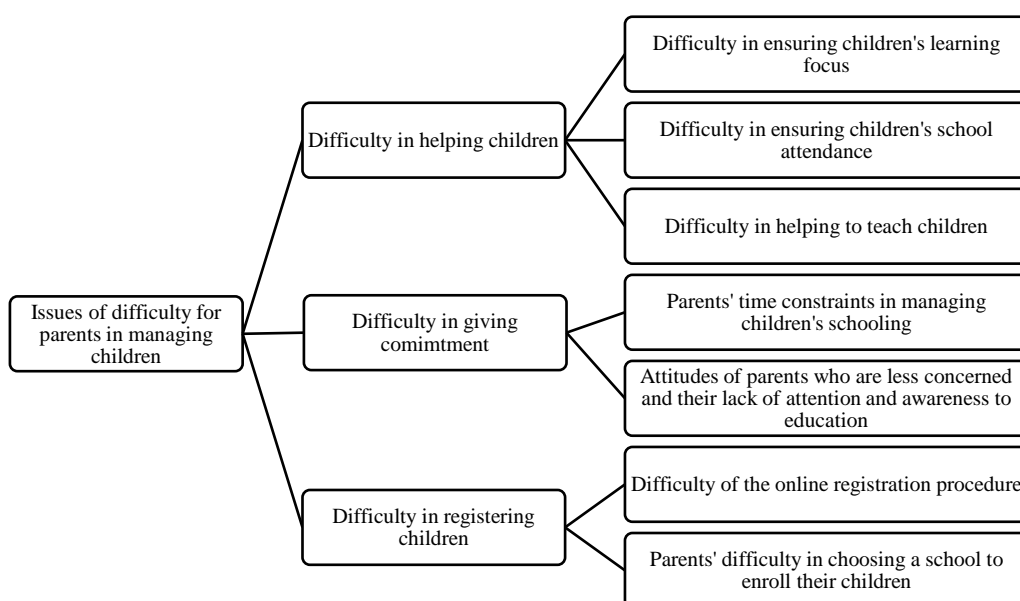 Difficulty in ensuring children's learning
focus
Difficulty in helping children
Difficulty in ensuring children's school
attendance
Difficulty in helping to teach children
Issues of difficulty for
parents in managing
children
Difficulty in giving
comimtment
Parents' time constraints in managing
children's schooling
Attitudes of parents who are less concerned
and their lack of attention and awareness to
education
Difficulty in registering
children
Difficulty of the online registration procedure
Parents' difficulty in choosing a school to
enroll their children